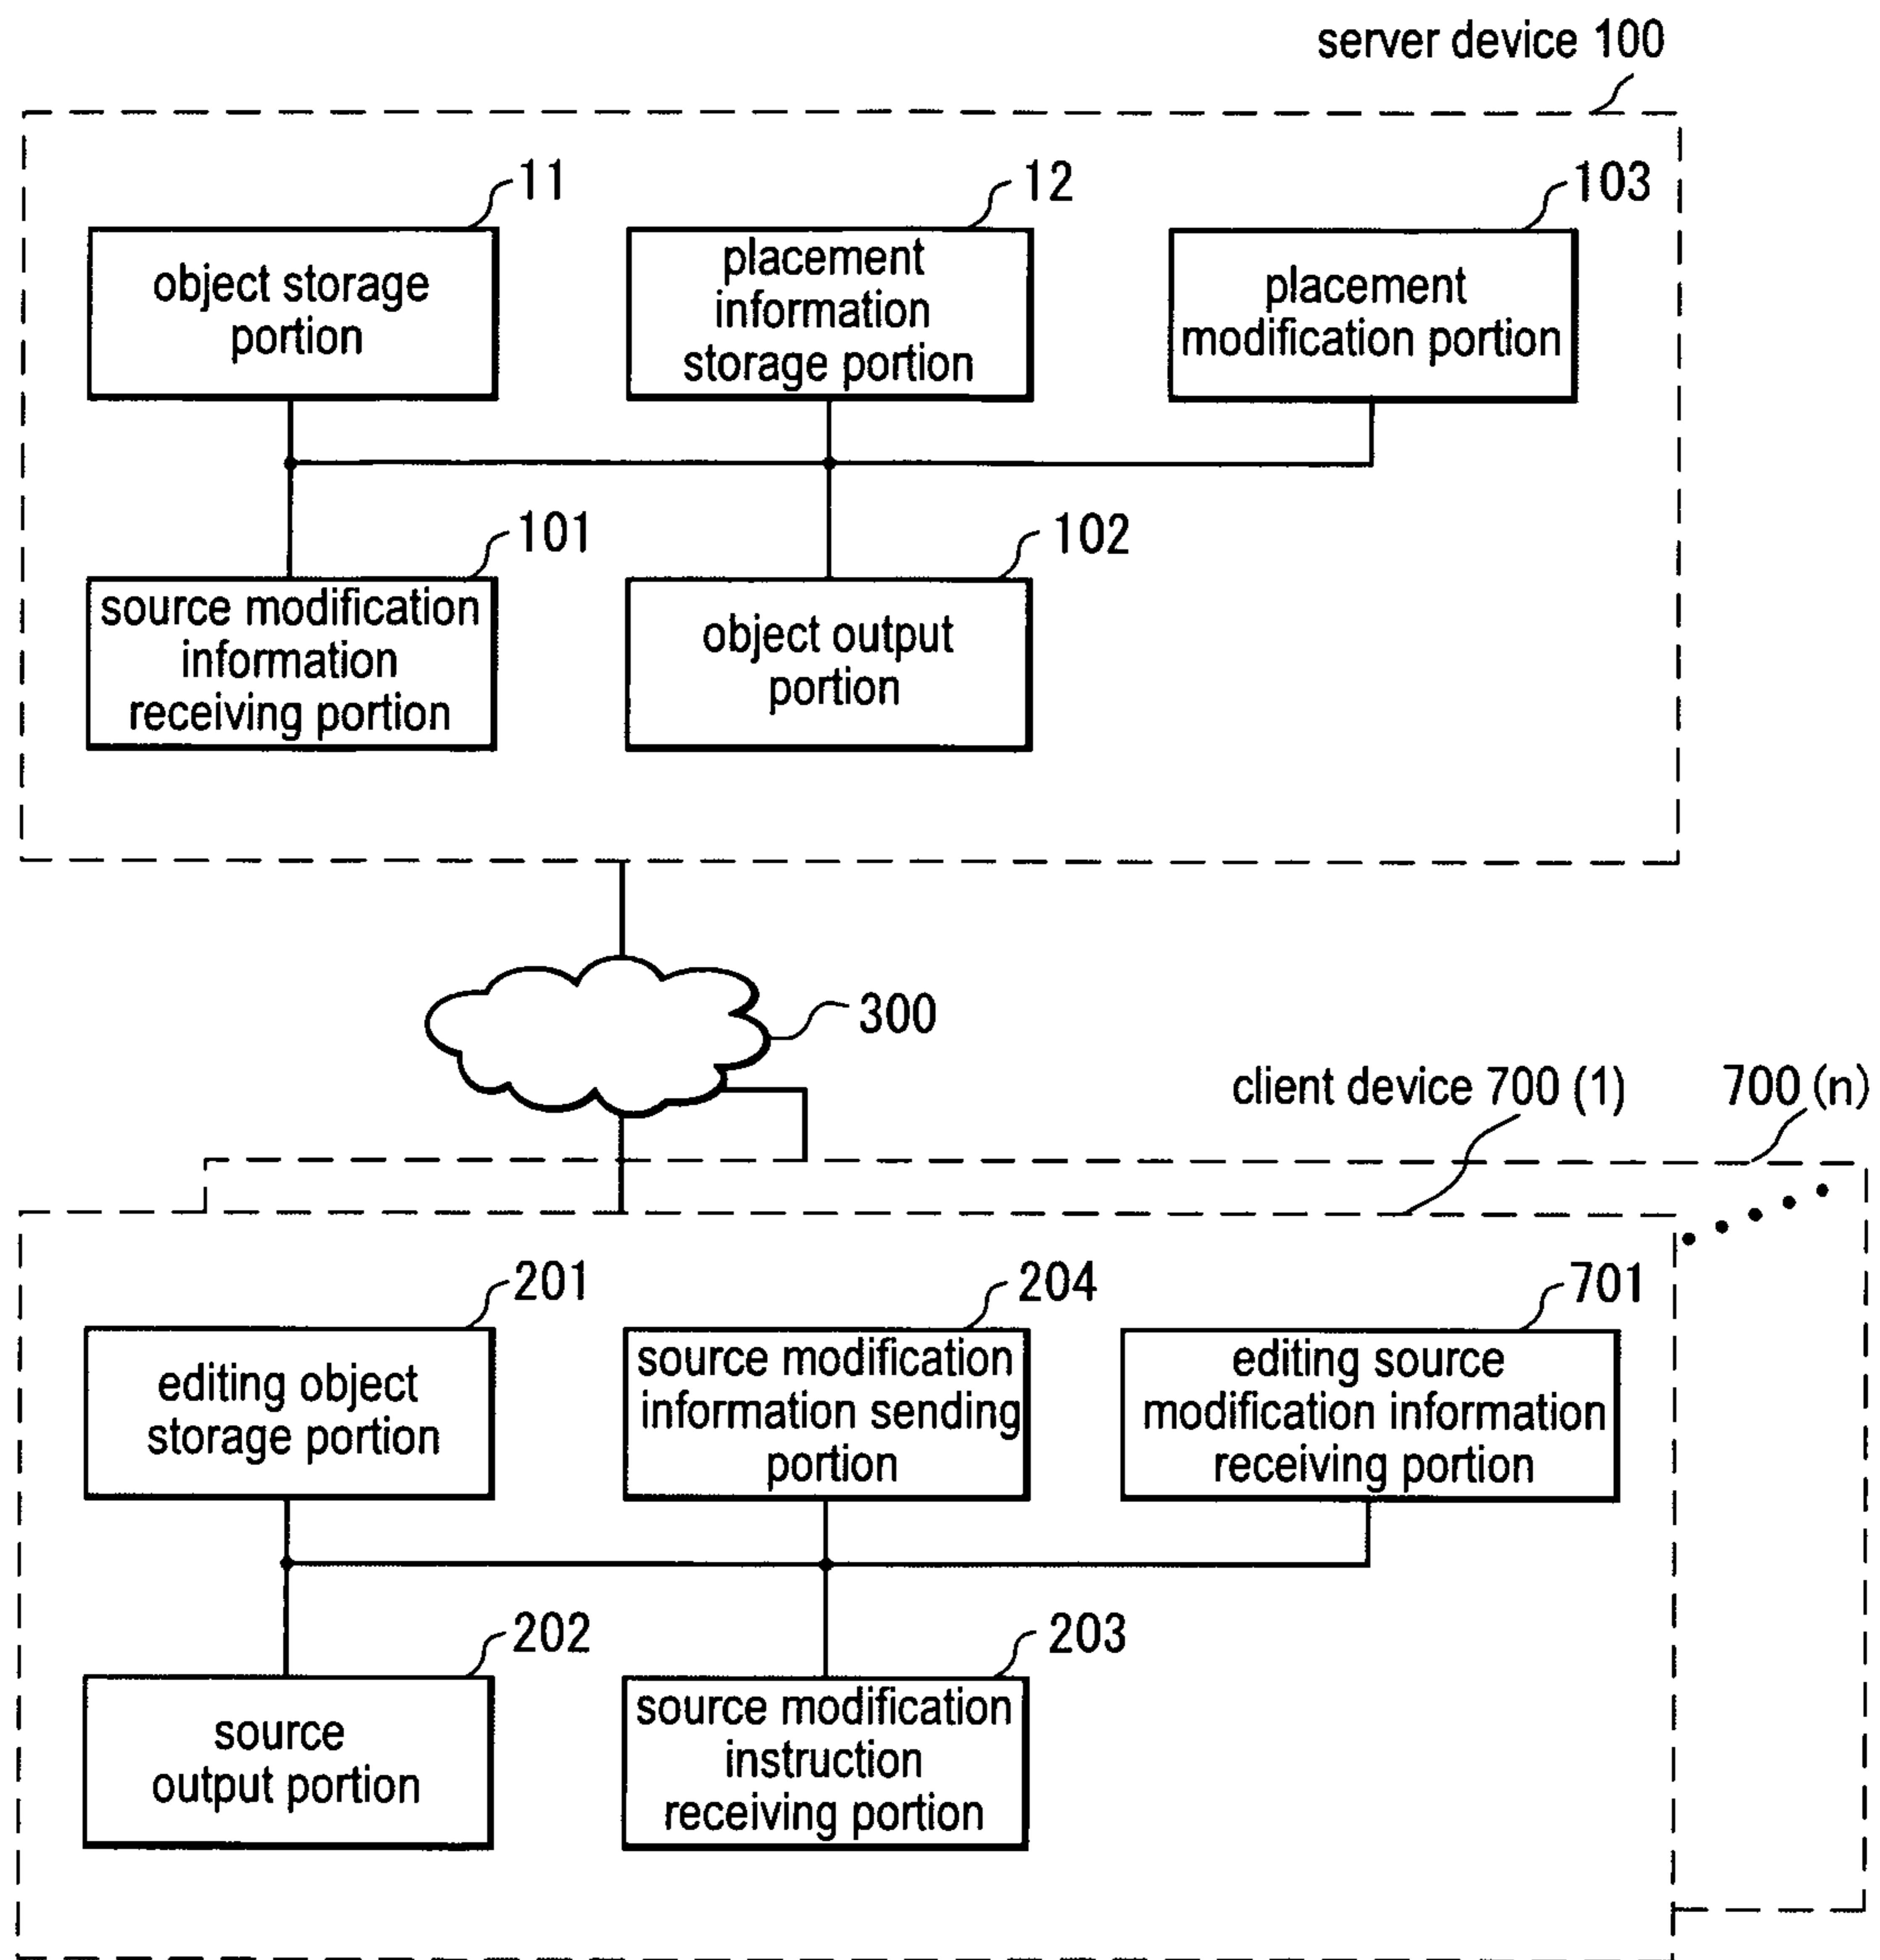 server device 100
11
12
103
object storage
portion
placement
information
storage portion
placement
modification portion
101
102
source modification
information
receiving portion
object output
portion
300
client device 700 (1)
700 (n)
201
204
701
editing object
storage portion
source modification
information sending
portion
editing source
modification information
receiving portion
202
203
source
output portion
source modification
instruction
receiving portion